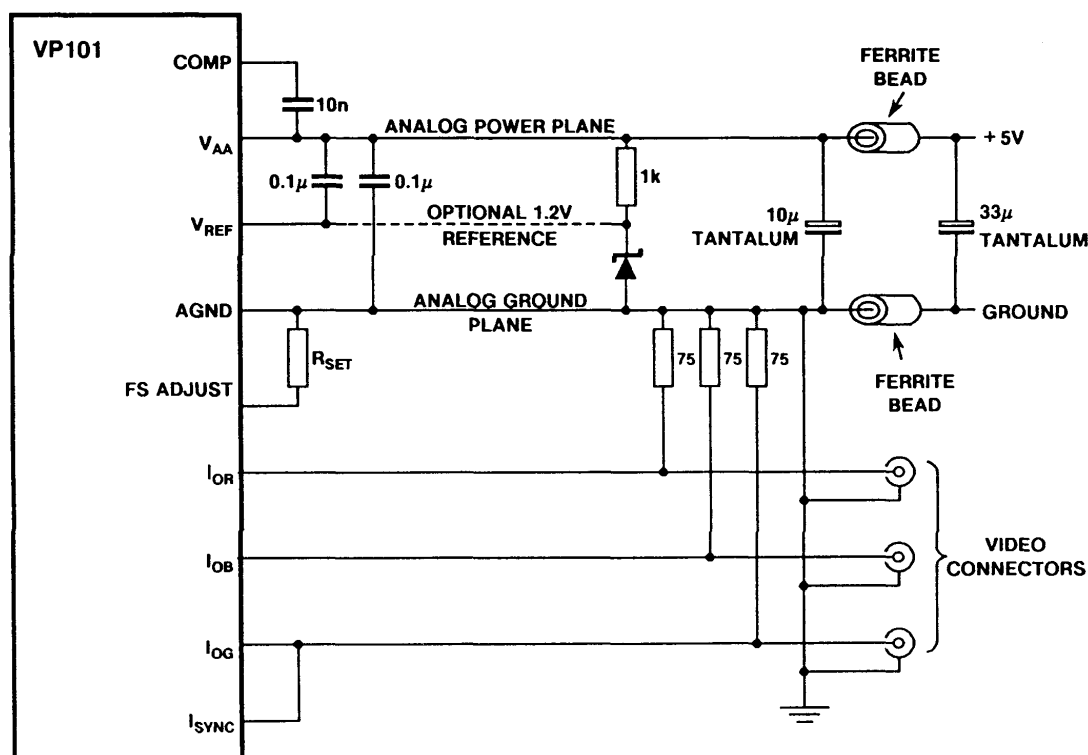 VP101
COMP
10n
FERRITE
BEAD
V_AA
ANALOG POWER PLANE
+5V
0.1μ
0.1μ
1k
V_REF
OPTIONAL 1.2V
REFERENCE
10μ
TANTALUM
33μ
TANTALUM
AGND
ANALOG GROUND
PLANE
GROUND
R_SET
75
75
75
FS ADJUST
FERRITE
BEAD
I_OR
I_OB
VIDEO
CONNECTORS
I_OG
I_SYNC